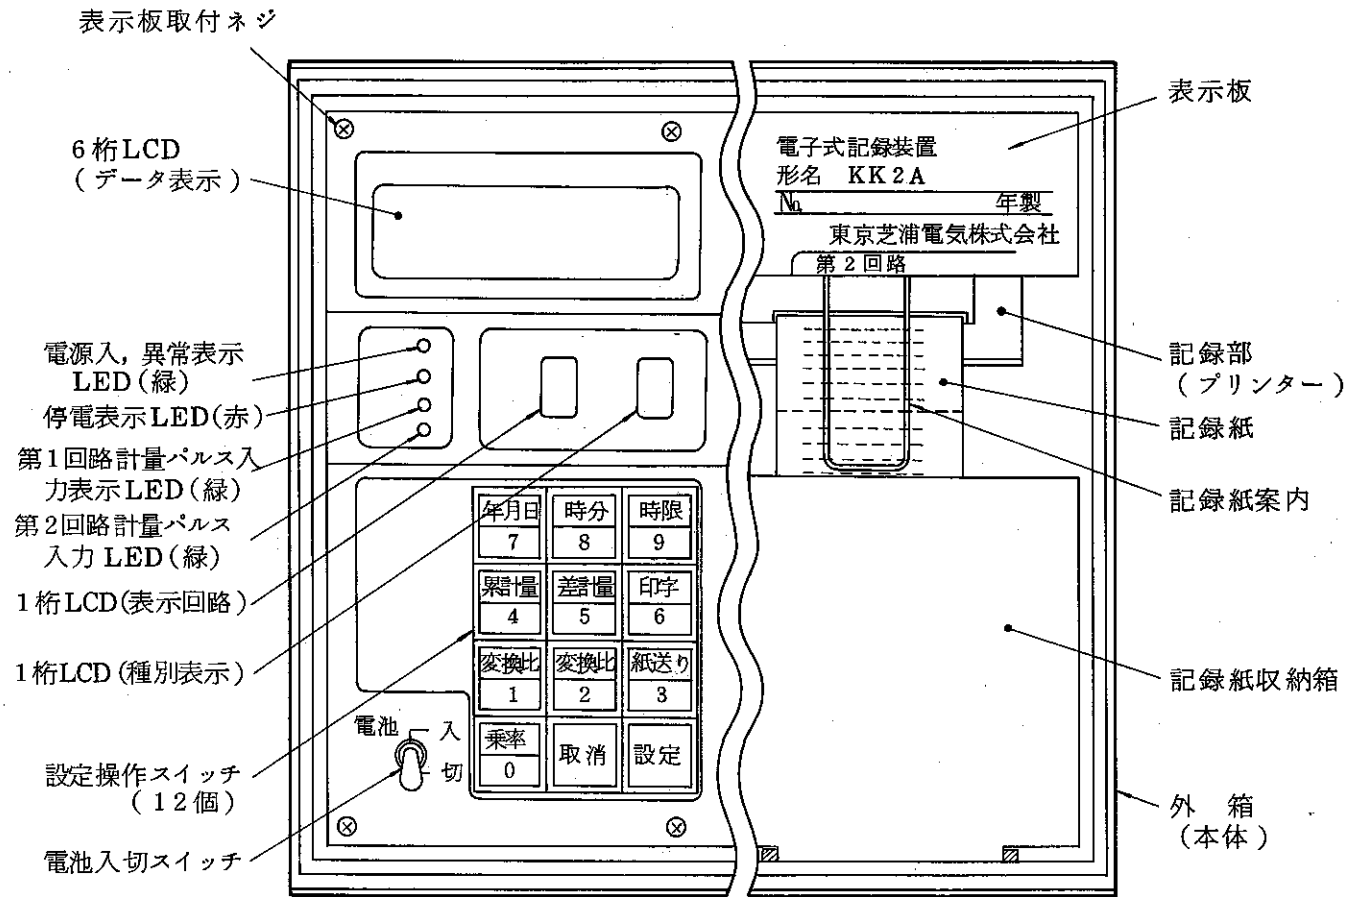 表示板取付ネジ
6桁LCD
(データ表示)
電源入,異常表示
LED(緑)
停電表示LED(赤)
第1回路計量パルス入
力表示LED(緑)
第2回路計量パルス
入力LED(緑)
1桁LCD(表示回路)
1桁LCD(種別表示)
設定操作スイッチ
(12個)
電池入切スイッチ
年月日 時分 時限
7 8 9
累計量 差計量 印字
4 5 6
変換比 変換比 紙送り
1 2 3
乗率 取消 設定
0
電池 入
切
電子式記録装置
形名 KK2A
№ 年製
東京芝浦電気株式会社
第2回路
表示板
記録部
(プリンター)
記録紙
記録紙案内
記録紙収納箱
外箱
(本体)